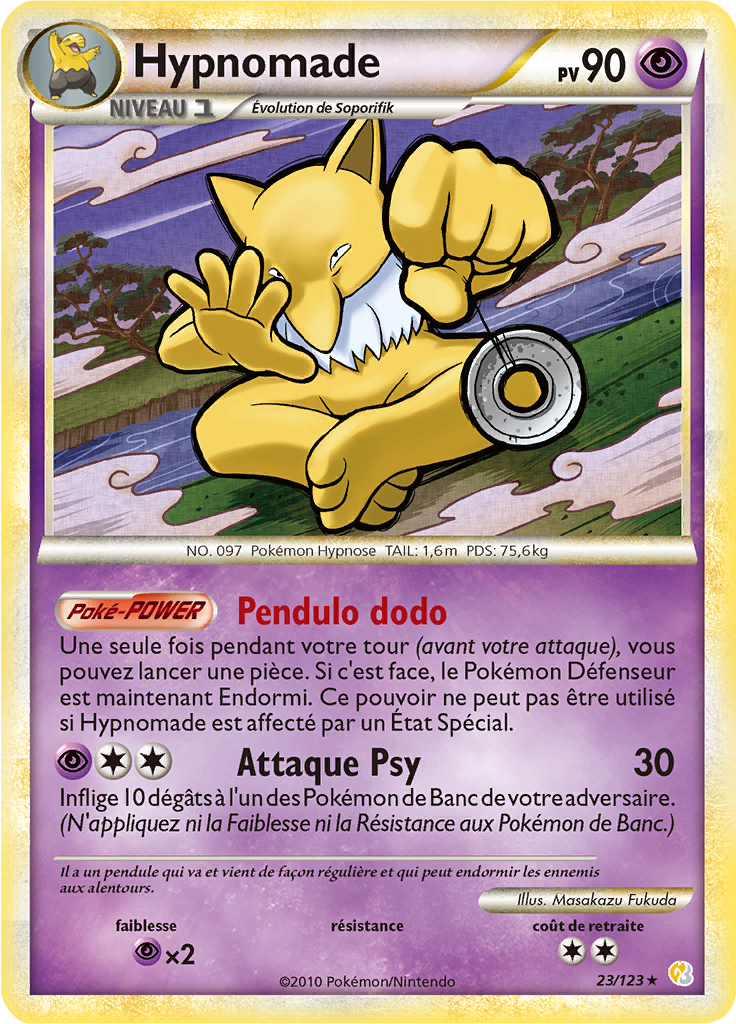 Hypnomade
PV 90
NIVEAU 1
Évolution de Soporifik
NO. 097 Pokémon Hypnose TAIL: 1,6m PDS: 75,6kg
Poké-POWER Pendulo dodo
Une seule fois pendant votre tour (avant votre attaque), vous
pouvez lancer une pièce. Si c'est face, le Pokémon Défenseur
est maintenant Endormi. Ce pouvoir ne peut pas être utilisé
si Hypnomade est affecté par un État Spécial.
Attaque Psy 30
Inflige 10 dégâts à l'un des Pokémon de Banc de votre adversaire.
(N'appliquez ni la Faiblesse ni la Résistance aux Pokémon de Banc.)
Il a un pendule qui va et vient de façon régulière et qui peut endormir les ennemis
aux alentours.
Illus. Masakazu Fukuda
faiblesse résistance coût de retraite
×2
©2010 Pokémon/Nintendo
23/123 ★